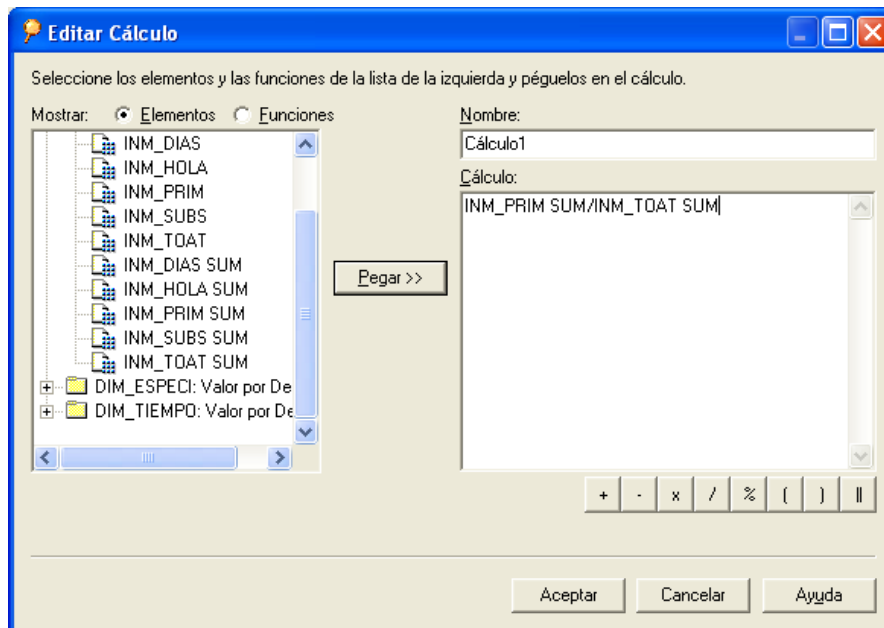 Editar Cálculo
Seleccione los elementos y las funciones de la lista de la izquierda y péguelos en el cálculo.
Mostrar: Elementos Funciones
INM_DIAS
INM_HOLA
INM_PRIM
INM_SUBS
INM_TOAT
INM_DIAS SUM
INM_HOLA SUM
INM_PRIM SUM
INM_SUBS SUM
INM_TOAT SUM
DIM_ESPECI: Valor por De
DIM_TIEMPO: Valor por De
Pegar >>
Nombre:
Cálculo1
Cálculo:
INM_PRIM SUM/INM_TOAT SUM
+ - x / % ( ) ||
Aceptar Cancelar Ayuda